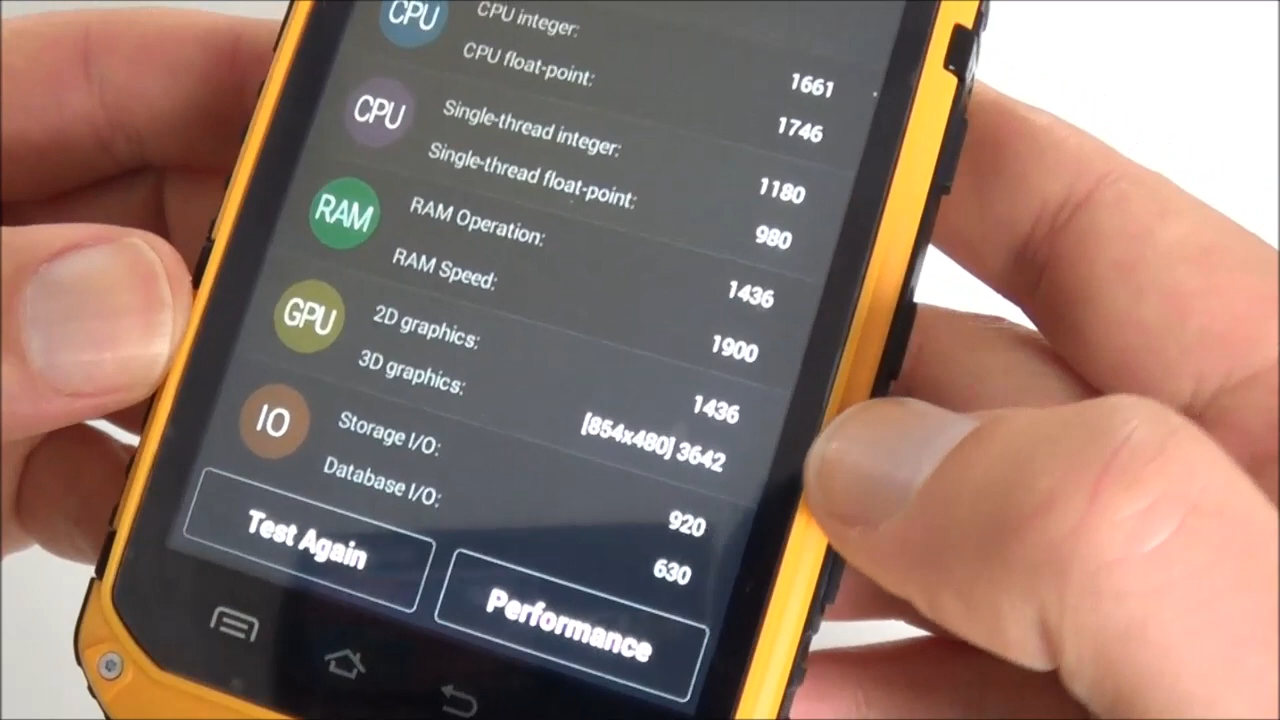 CPU
CPU integer: 1661
CPU float-point: 1746
CPU
Single-thread integer: 1180
Single-thread float-point: 980
RAM
RAM Operation: 1436
RAM Speed: 1900
GPU
2D graphics: 1436
3D graphics: [854x480] 3642
IO
Storage I/O: 920
Database I/O: 630
Test Again
Performance